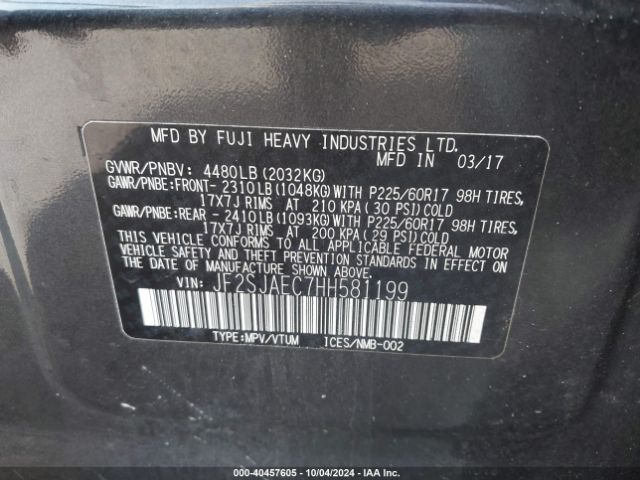 MFD BY FUJI HEAVY INDUSTRIES LTD.
MFD IN 03/17
GVWR/PNBV: 4480LB (2032KG)
GAWR/PNBE:FRONT- 2310LB(1048KG)WITH P225/60R17 98H TIRES,
17X7J RIMS AT 210 KPA (30 PSI)COLD
GAWR/PNBE:REAR - 2410LB(1093KG)WITH P225/60R17 98H TIRES,
17X7J RIMS AT 200 KPA (29 PSI)COLD
THIS VEHICLE CONFORMS TO ALL APPLICABLE FEDERAL MOTOR
VEHICLE SAFETY AND THEFT PREVENTION STANDARDS IN EFFECT
ON THE DATE OF MANUFACTURE SHOWN ABOVE.
VIN: JF2SJAEC7HH581199
TYPE:MPV/VTUM ICES/NMB-002
000-40457605 - 10/04/2024 - IAA Inc.